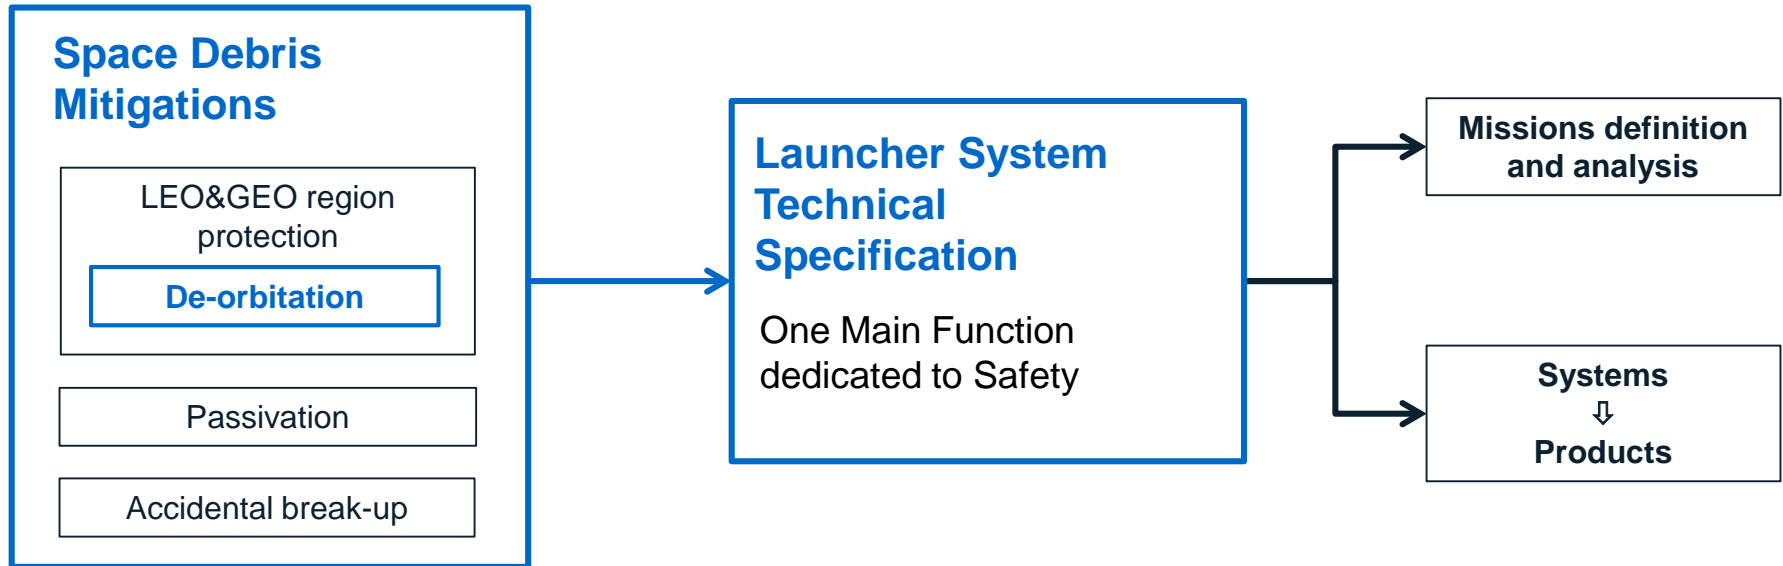 Space Debris
Mitigations
LEO&GEO region
protection
De-orbitation
Passivation
Accidental break-up
Launcher System
Technical
Specification
One Main Function
dedicated to Safety
Missions definition
and analysis
Systems
⇩
Products